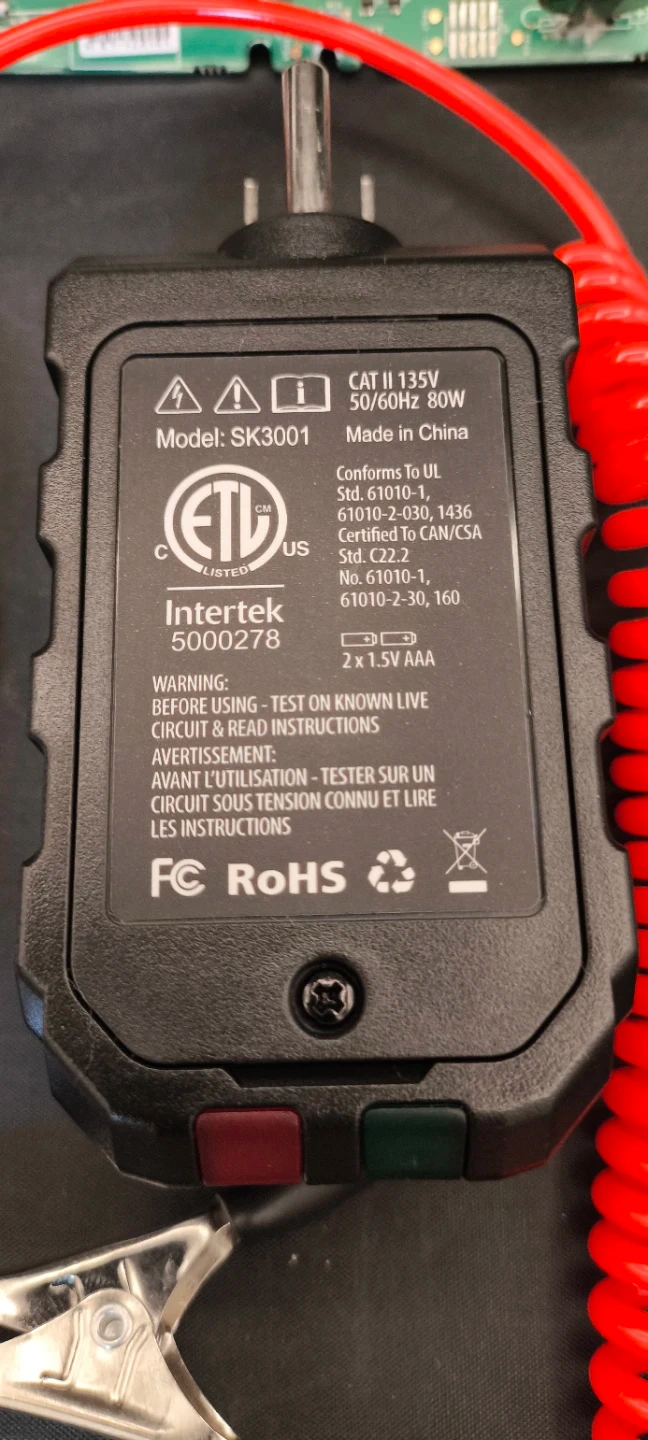 CAT II 135V
50/60Hz 80W
Model: SK3001
Made in China
ETL CM
C US
LISTED
Intertek
5000278
Conforms To UL
Std. 61010-1,
61010-2-030, 1436
Certified To CAN/CSA
Std. C22.2
No. 61010-1,
61010-2-30, 160
2 x 1.5V AAA
WARNING:
BEFORE USING - TEST ON KNOWN LIVE
CIRCUIT & READ INSTRUCTIONS
AVERTISSEMENT:
AVANT L'UTILISATION - TESTER SUR UN
CIRCUIT SOUS TENSION CONNU ET LIRE
LES INSTRUCTIONS
FC RoHS